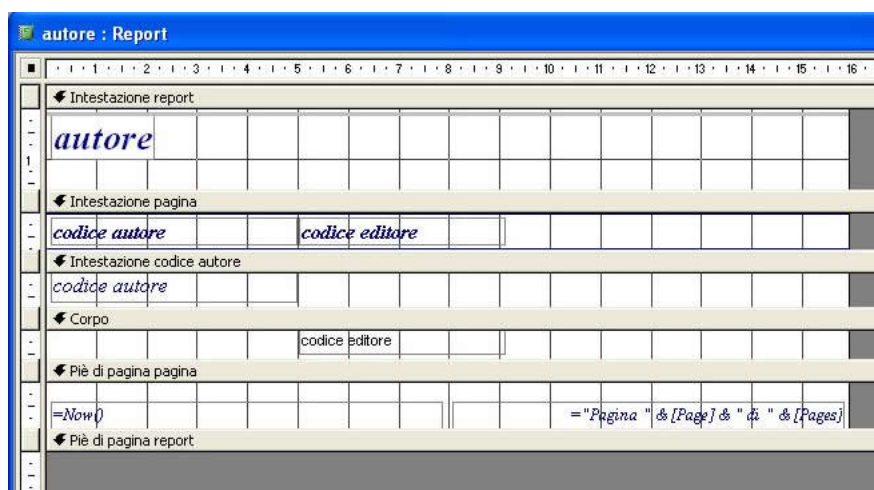 autore : Report
1 2 3 4 5 6 7 8 9 10 11 12 13 14 15 16
Intestazione report
autore
1
Intestazione pagina
codice autore codice editore
Intestazione codice autore
codice autore
Corpo
codice editore
Piè di pagina pagina
=Now() ="Pagina " & [Page] & " di " & [Pages]
Piè di pagina report